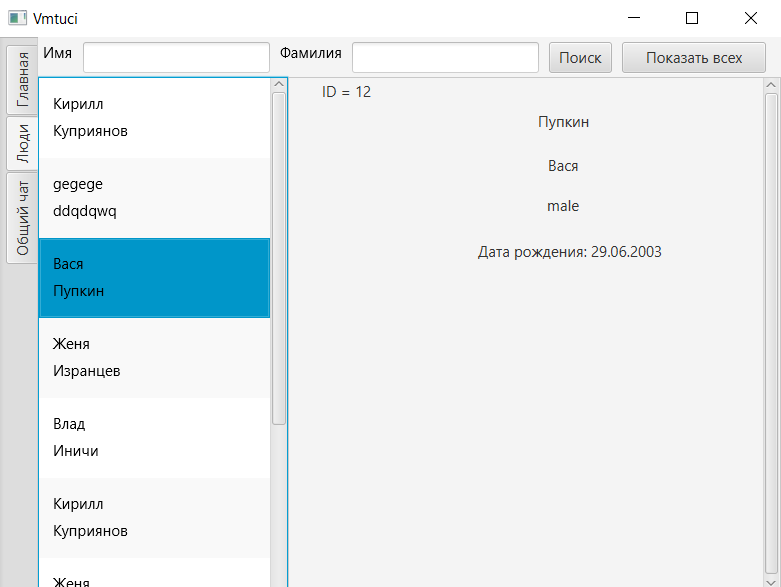 Vmtuci
Имя
Фамилия
Поиск
Показать всех
Главная
Люди
Общий чат
Кирилл
Куприянов
gegege
ddqdqwq
Вася
Пупкин
Женя
Изранцев
Влад
Иничи
Кирилл
Куприянов
Женя
ID = 12
Пупкин
Вася
male
Дата рождения: 29.06.2003